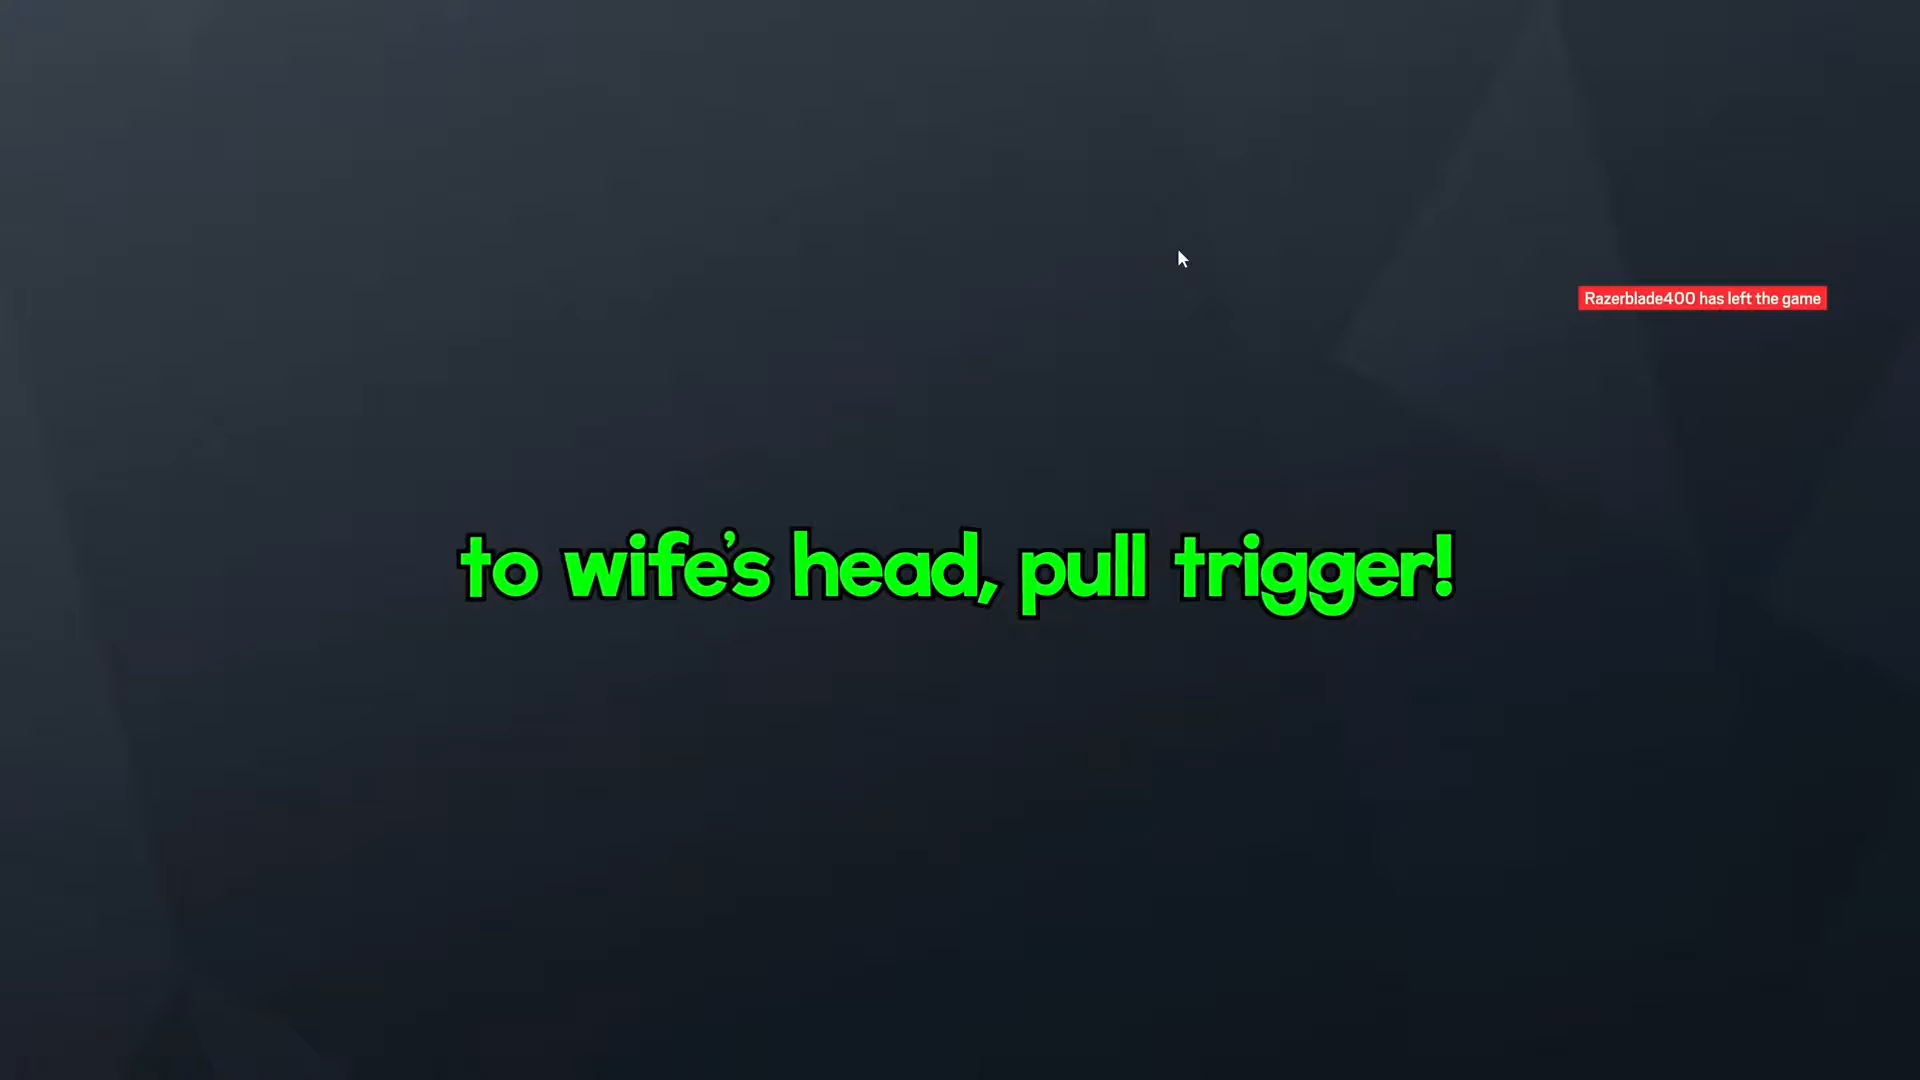 Razerblade400 has left the game
to wife's head, pull trigger!